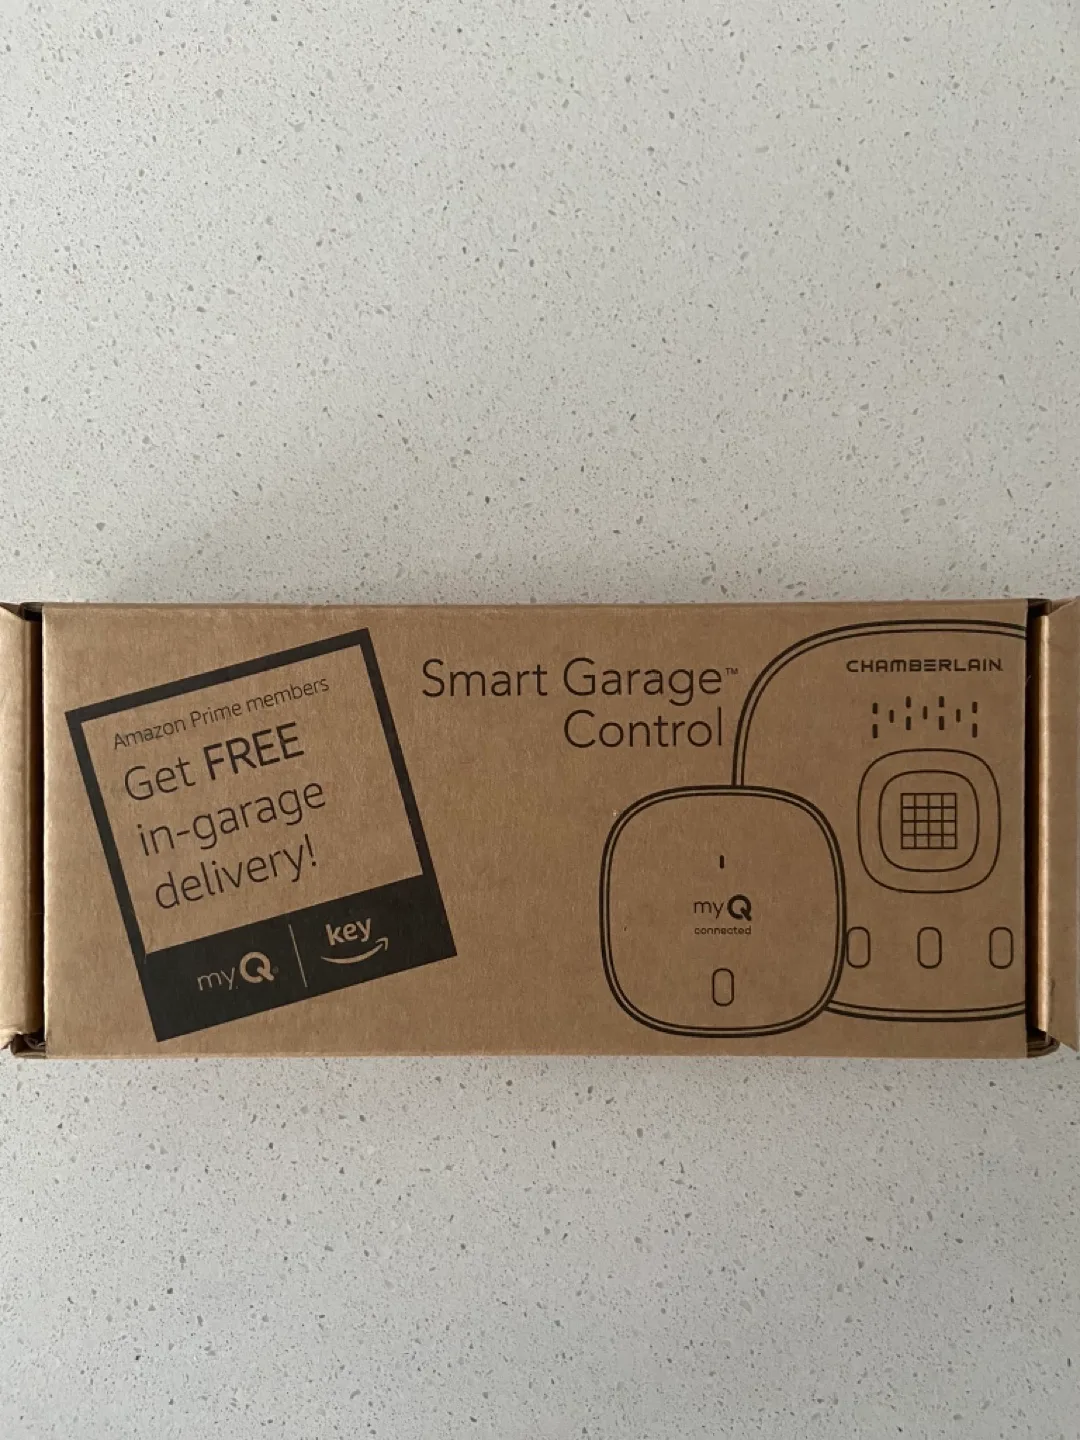 Amazon Prime members
Get FREE
in-garage
delivery!
myQ® | key
Smart Garage™
Control
CHAMBERLAIN.
myQ
connected